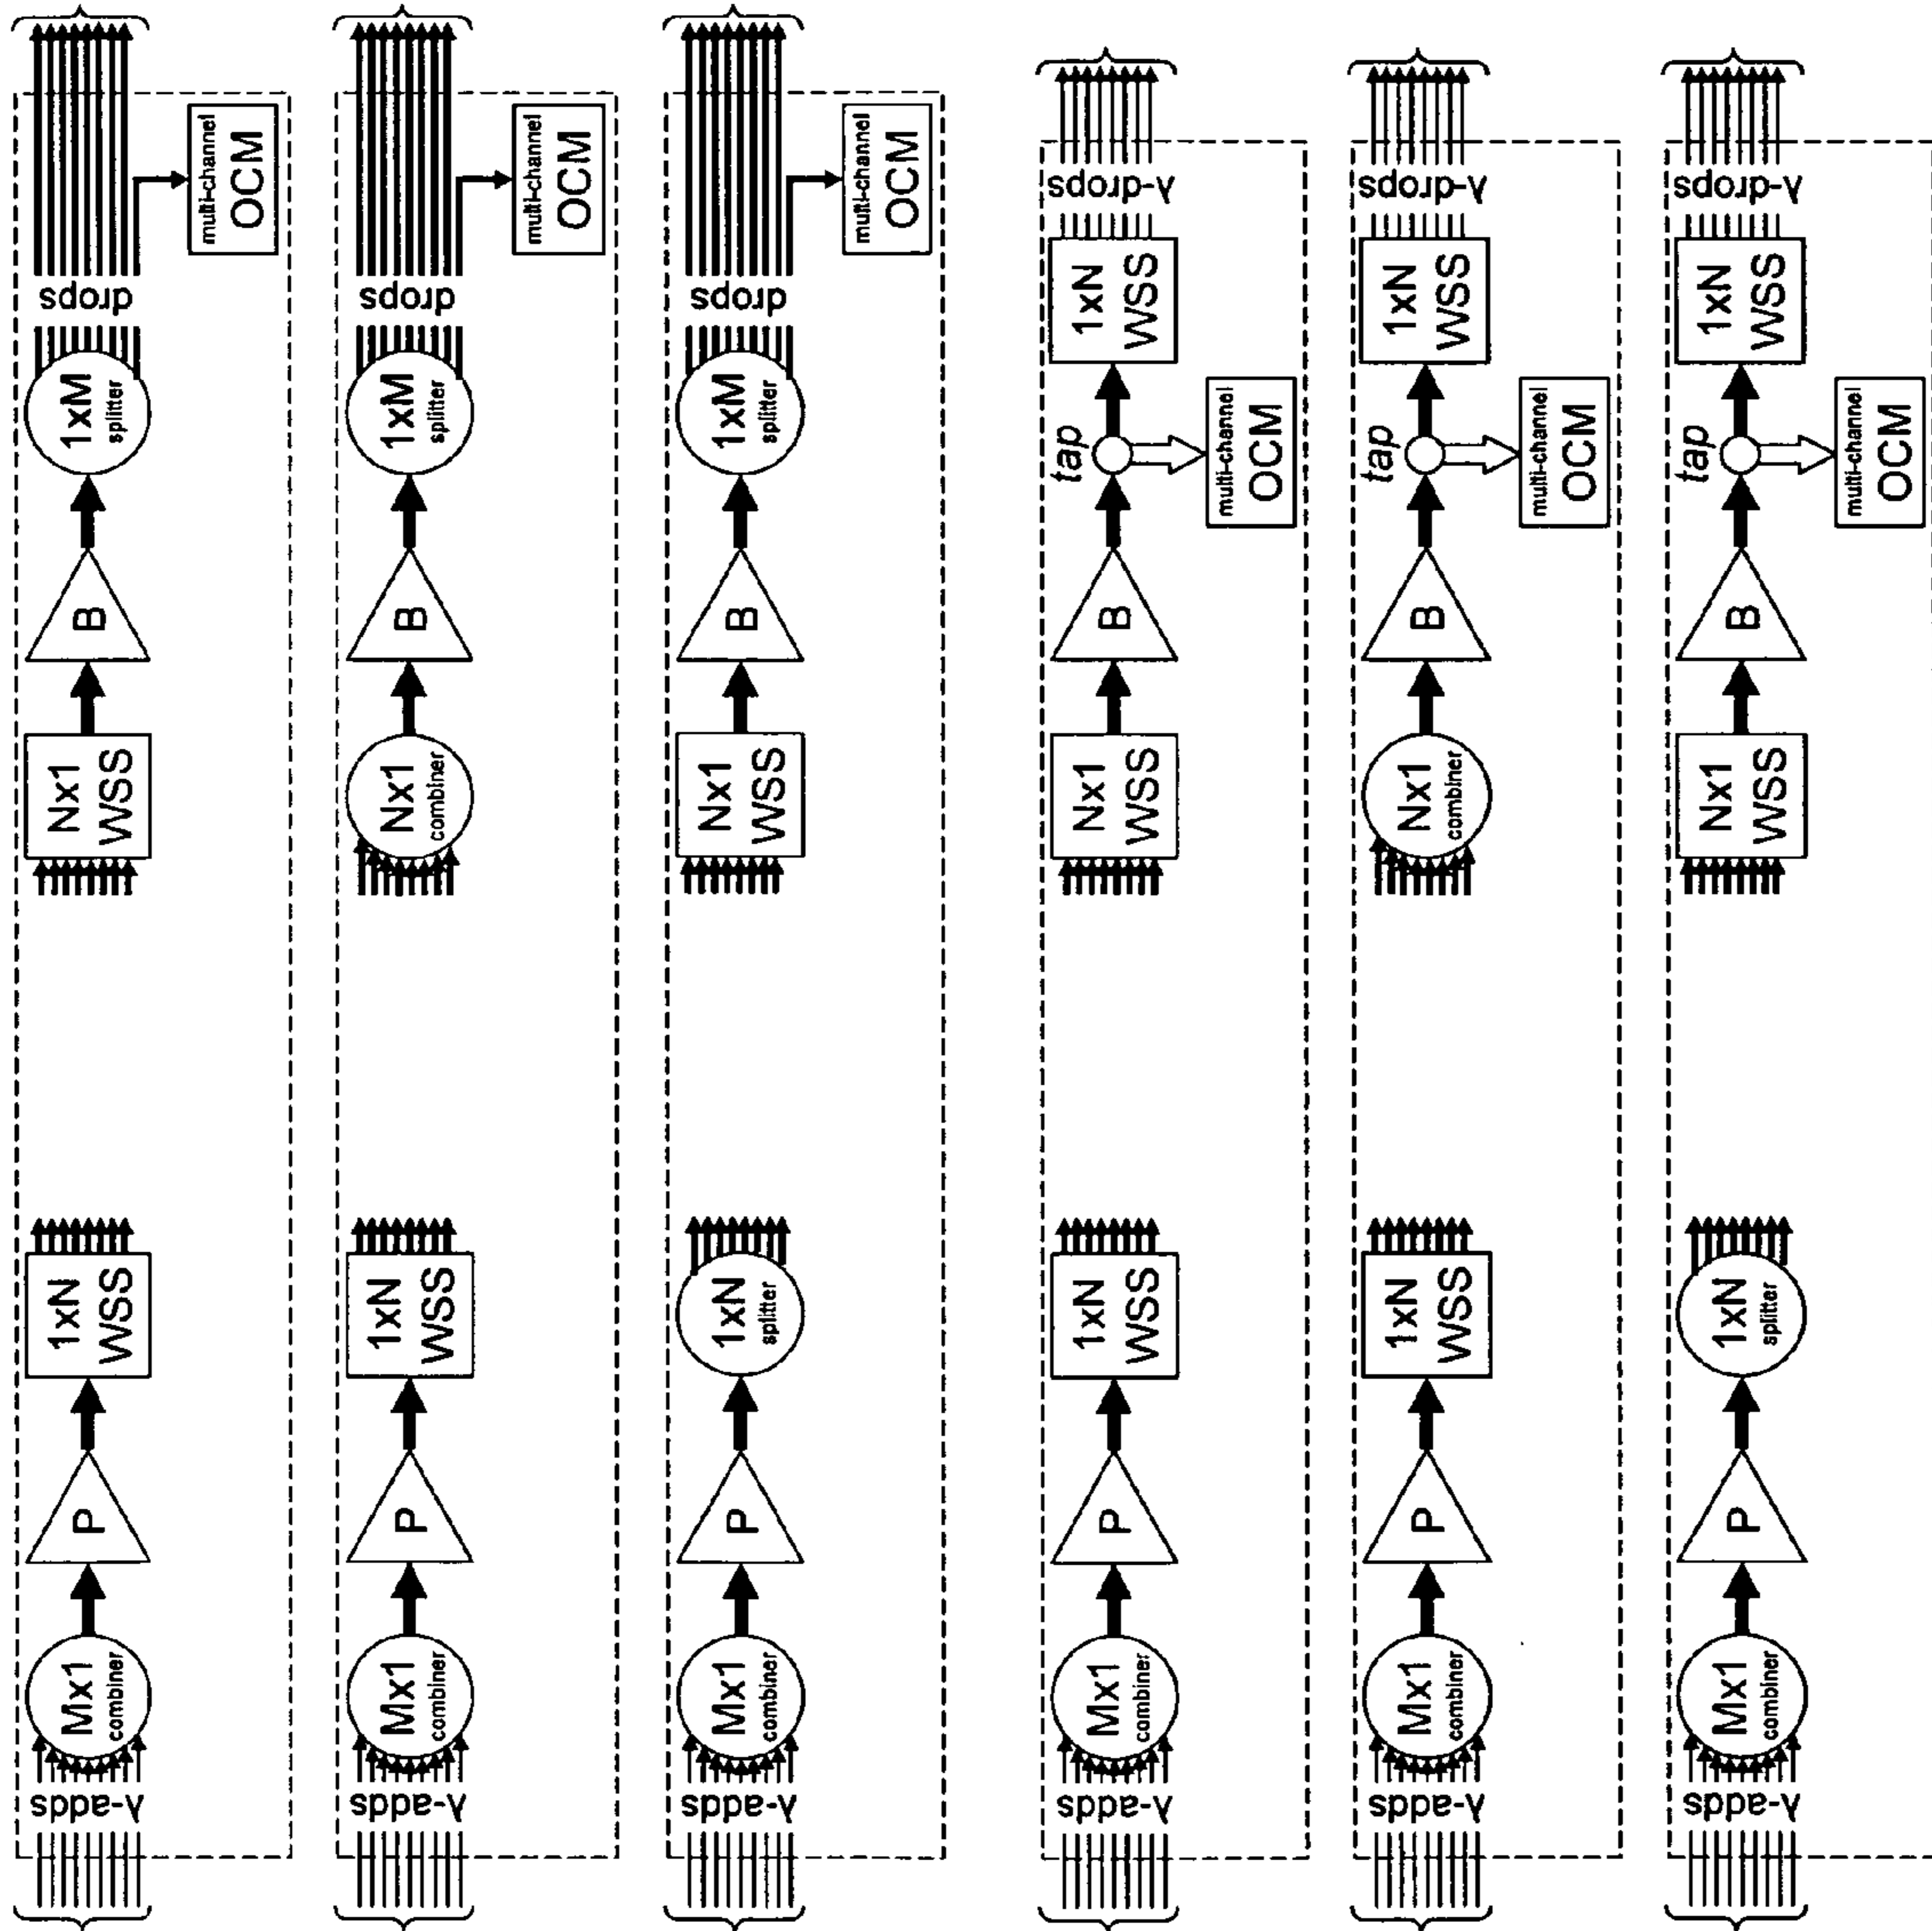 λ-adds
Mx1
combiner
P
1xN
WSS
Nx1
WSS
B
1xM
splitter
drops
multi-channel
OCM
λ-adds
Mx1
combiner
P
1xN
WSS
Nx1
combiner
B
1xM
splitter
drops
multi-channel
OCM
λ-adds
Mx1
combiner
P
1xN
splitter
Nx1
WSS
B
1xM
splitter
drops
multi-channel
OCM
λ-adds
Mx1
combiner
P
1xN
WSS
Nx1
WSS
B
tap
multi-channel
OCM
1xN
WSS
λ-drops
λ-adds
Mx1
combiner
P
1xN
WSS
Nx1
combiner
B
tap
multi-channel
OCM
1xN
WSS
λ-drops
λ-adds
Mx1
combiner
P
1xN
splitter
Nx1
WSS
B
tap
multi-channel
OCM
1xN
WSS
λ-drops